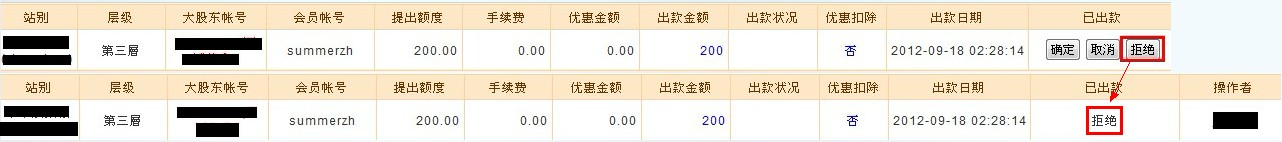 站别 层级 大股东帐号 会员帐号 提出额度 手续费 优惠金额 出款金额 出款状况 优惠扣除 出款日期 已出款
第三層 summerzh 200.00 0.00 0.00 200 否 2012-09-18 02:28:14 确定 取消 拒绝
站别 层级 大股东帐号 会员帐号 提出额度 手续费 优惠金额 出款金额 出款状况 优惠扣除 出款日期 已出款 操作者
第三層 summerzh 200.00 0.00 0.00 200 否 2012-09-18 02:28:14 拒绝